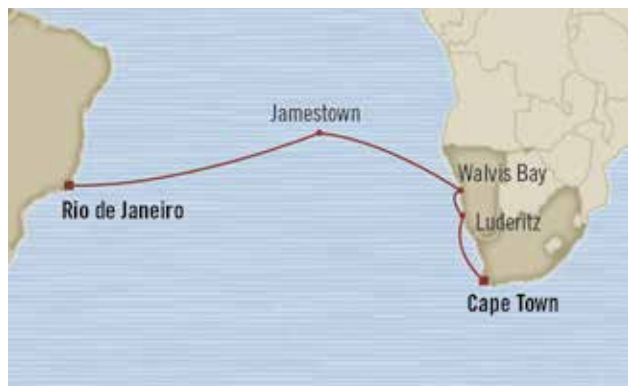 Jamestown
Walvis Bay
Rio de Janeiro
Luderitz
Cape Town